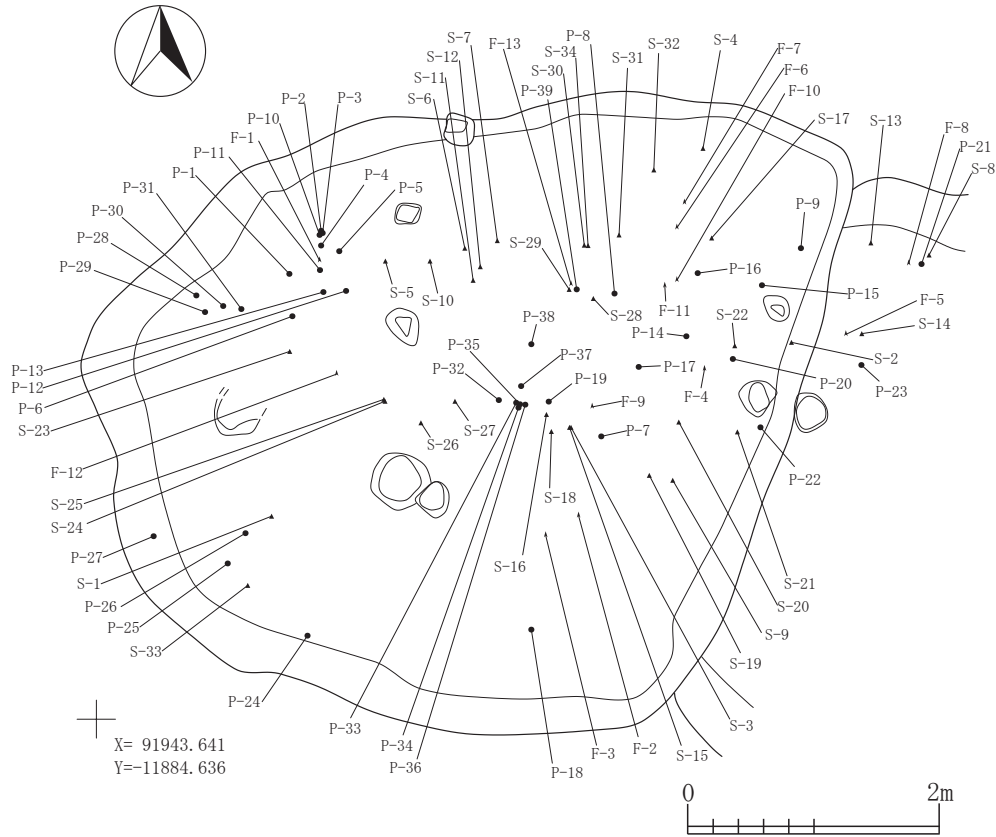 S-7
F-13
P-8
S-32
S-4
F-7
S-12
S-34
S-31
F-6
S-11
S-30
F-10
S-6
P-39
P-2
P-3
P-10
S-17
S-13
F-8
F-1
P-21
P-11
S-8
P-1
P-4
P-5
P-31
P-30
P-9
P-28
S-29
P-29
P-16
S-5
S-10
P-15
F-5
F-11
S-28
S-22
S-14
P-38
P-14
P-35
P-37
S-2
P-13
P-32
P-19
P-17
P-20
P-23
P-12
F-4
P-6
F-9
S-23
P-7
S-26
S-27
F-12
P-22
S-18
S-25
S-24
P-27
S-16
S-1
S-21
P-26
S-20
P-25
S-9
S-33
S-19
P-24
P-33
S-3
P-34
F-3
F-2
S-15
P-36
P-18
X= 91943.641
Y=-11884.636
0 2m